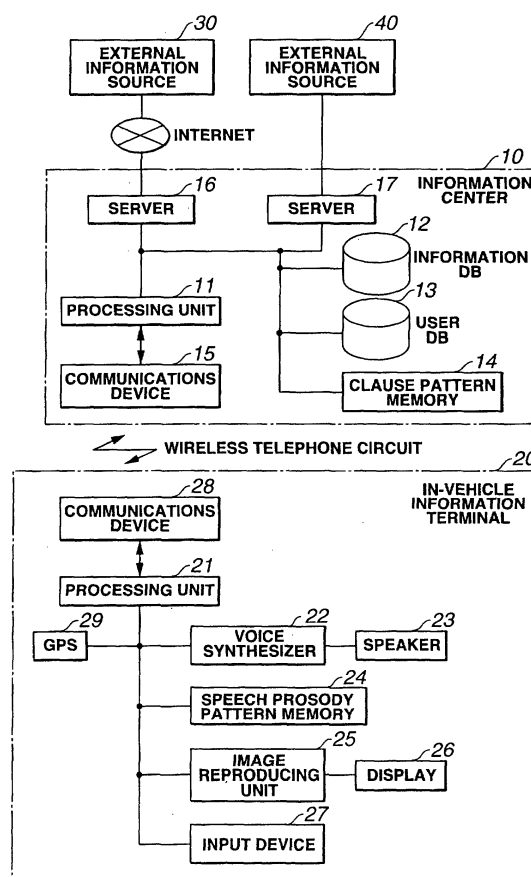 30
EXTERNAL
INFORMATION
SOURCE
40
EXTERNAL
INFORMATION
SOURCE
INTERNET
10
INFORMATION
CENTER
16
SERVER
17
SERVER
12
INFORMATION
DB
11
PROCESSING UNIT
13
USER
DB
15
COMMUNICATIONS
DEVICE
14
CLAUSE PATTERN
MEMORY
WIRELESS TELEPHONE CIRCUIT
20
IN-VEHICLE
INFORMATION
TERMINAL
28
COMMUNICATIONS
DEVICE
21
PROCESSING UNIT
29
GPS
22
VOICE
SYNTHESIZER
23
SPEAKER
24
SPEECH PROSODY
PATTERN MEMORY
25
IMAGE
REPRODUCING
UNIT
26
DISPLAY
27
INPUT DEVICE